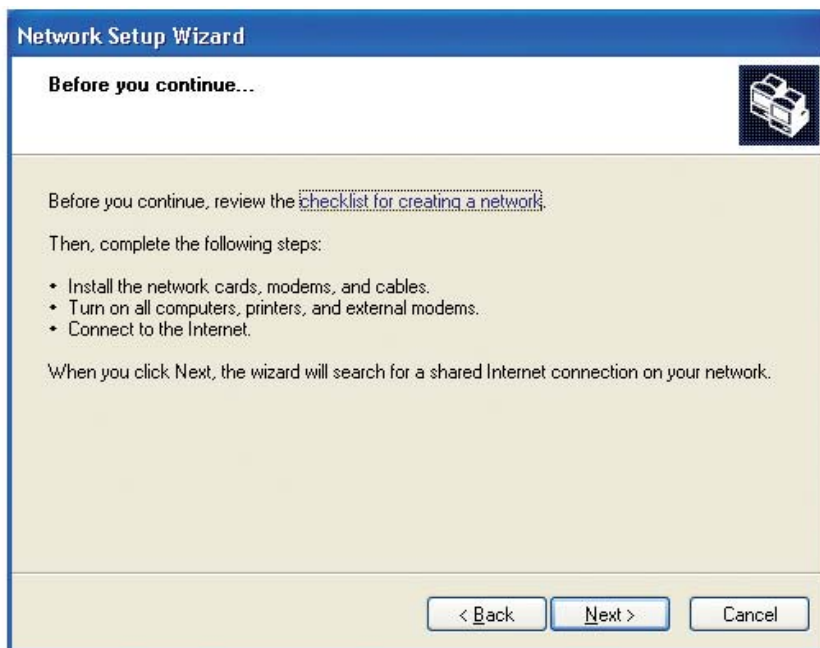 Network Setup Wizard
Before you continue...
Before you continue, review the checklist for creating a network.
Then, complete the following steps:
• Install the network cards, modems, and cables.
• Turn on all computers, printers, and external modems.
• Connect to the Internet.
When you click Next, the wizard will search for a shared Internet connection on your network.
< Back
Next >
Cancel